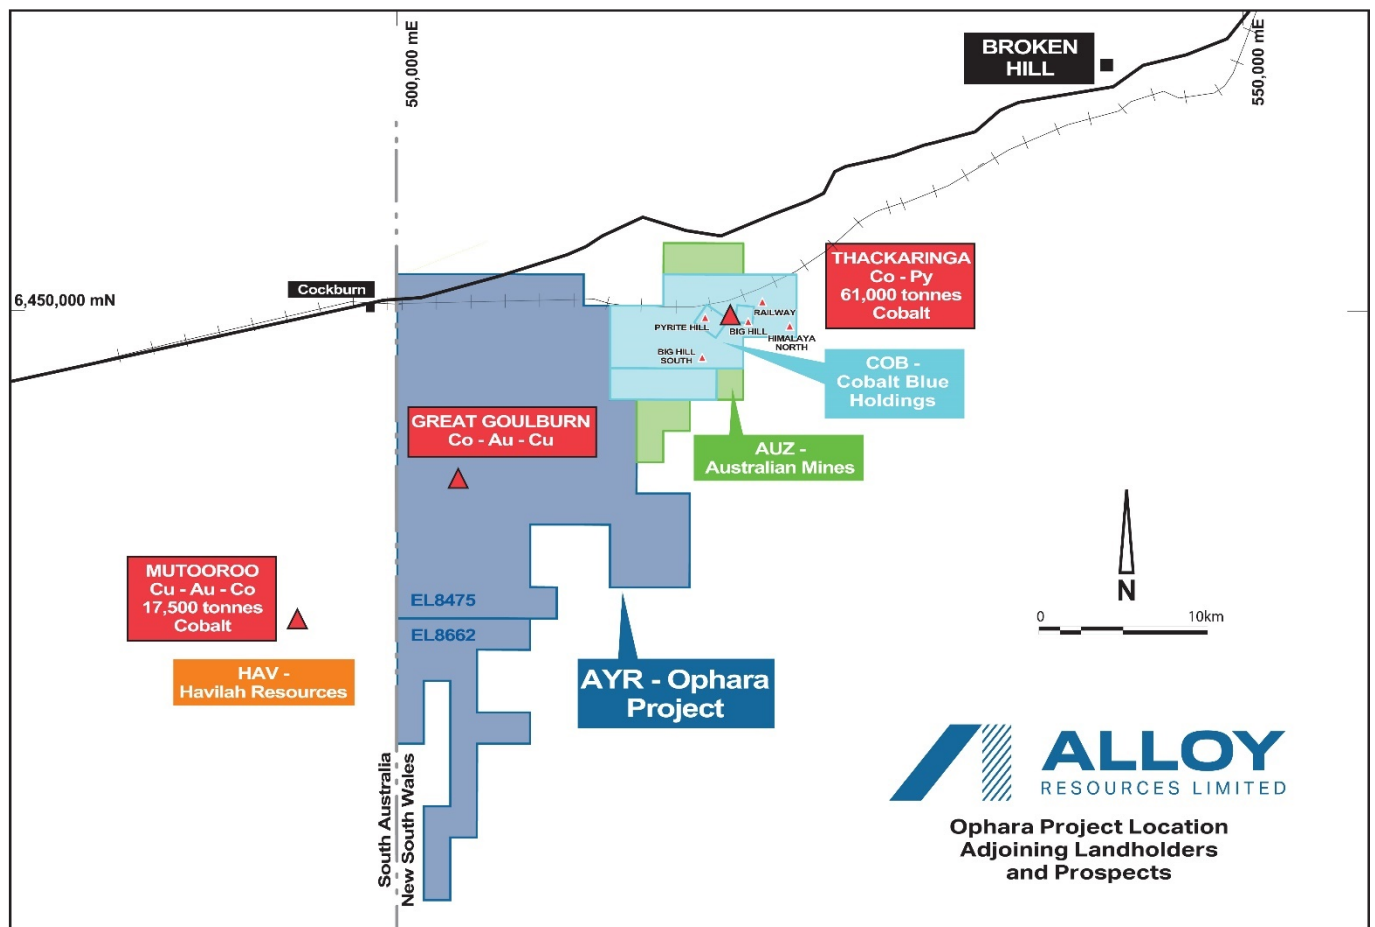 500,000 mE
550,000 mE
BROKEN
HILL
THACKARINGA
Co - Py
61,000 tonnes
Cobalt
Cockburn
6,450,000 mN
RAILWAY
PYRITE HILL
BIG HILL
HIMALAYA
NORTH
BIG HILL
SOUTH
COB -
Cobalt Blue
Holdings
GREAT GOULBURN
Co - Au - Cu
AUZ -
Australian Mines
MUTOOROO
Cu - Au - Co
17,500 tonnes
Cobalt
EL8475
EL8662
HAV -
Havilah Resources
AYR - Ophara
Project
N
0 10km
South Australia
New South Wales
ALLOY
RESOURCES LIMITED
Ophara Project Location
Adjoining Landholders
and Prospects